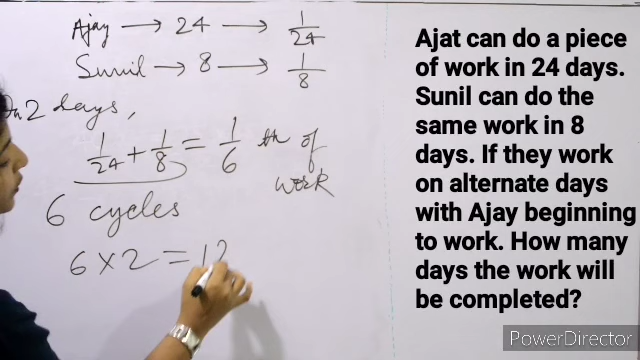 Ajay → 24 → 1/24
Sunil → 8 → 1/8
In 2 days,
1/24 + 1/8 = 1/6 th of
work
6 cycles
6 × 2 = 12
Ajat can do a piece
of work in 24 days.
Sunil can do the
same work in 8
days. If they work
on alternate days
with Ajay beginning
to work. How many
days the work will
be completed?
PowerDirector